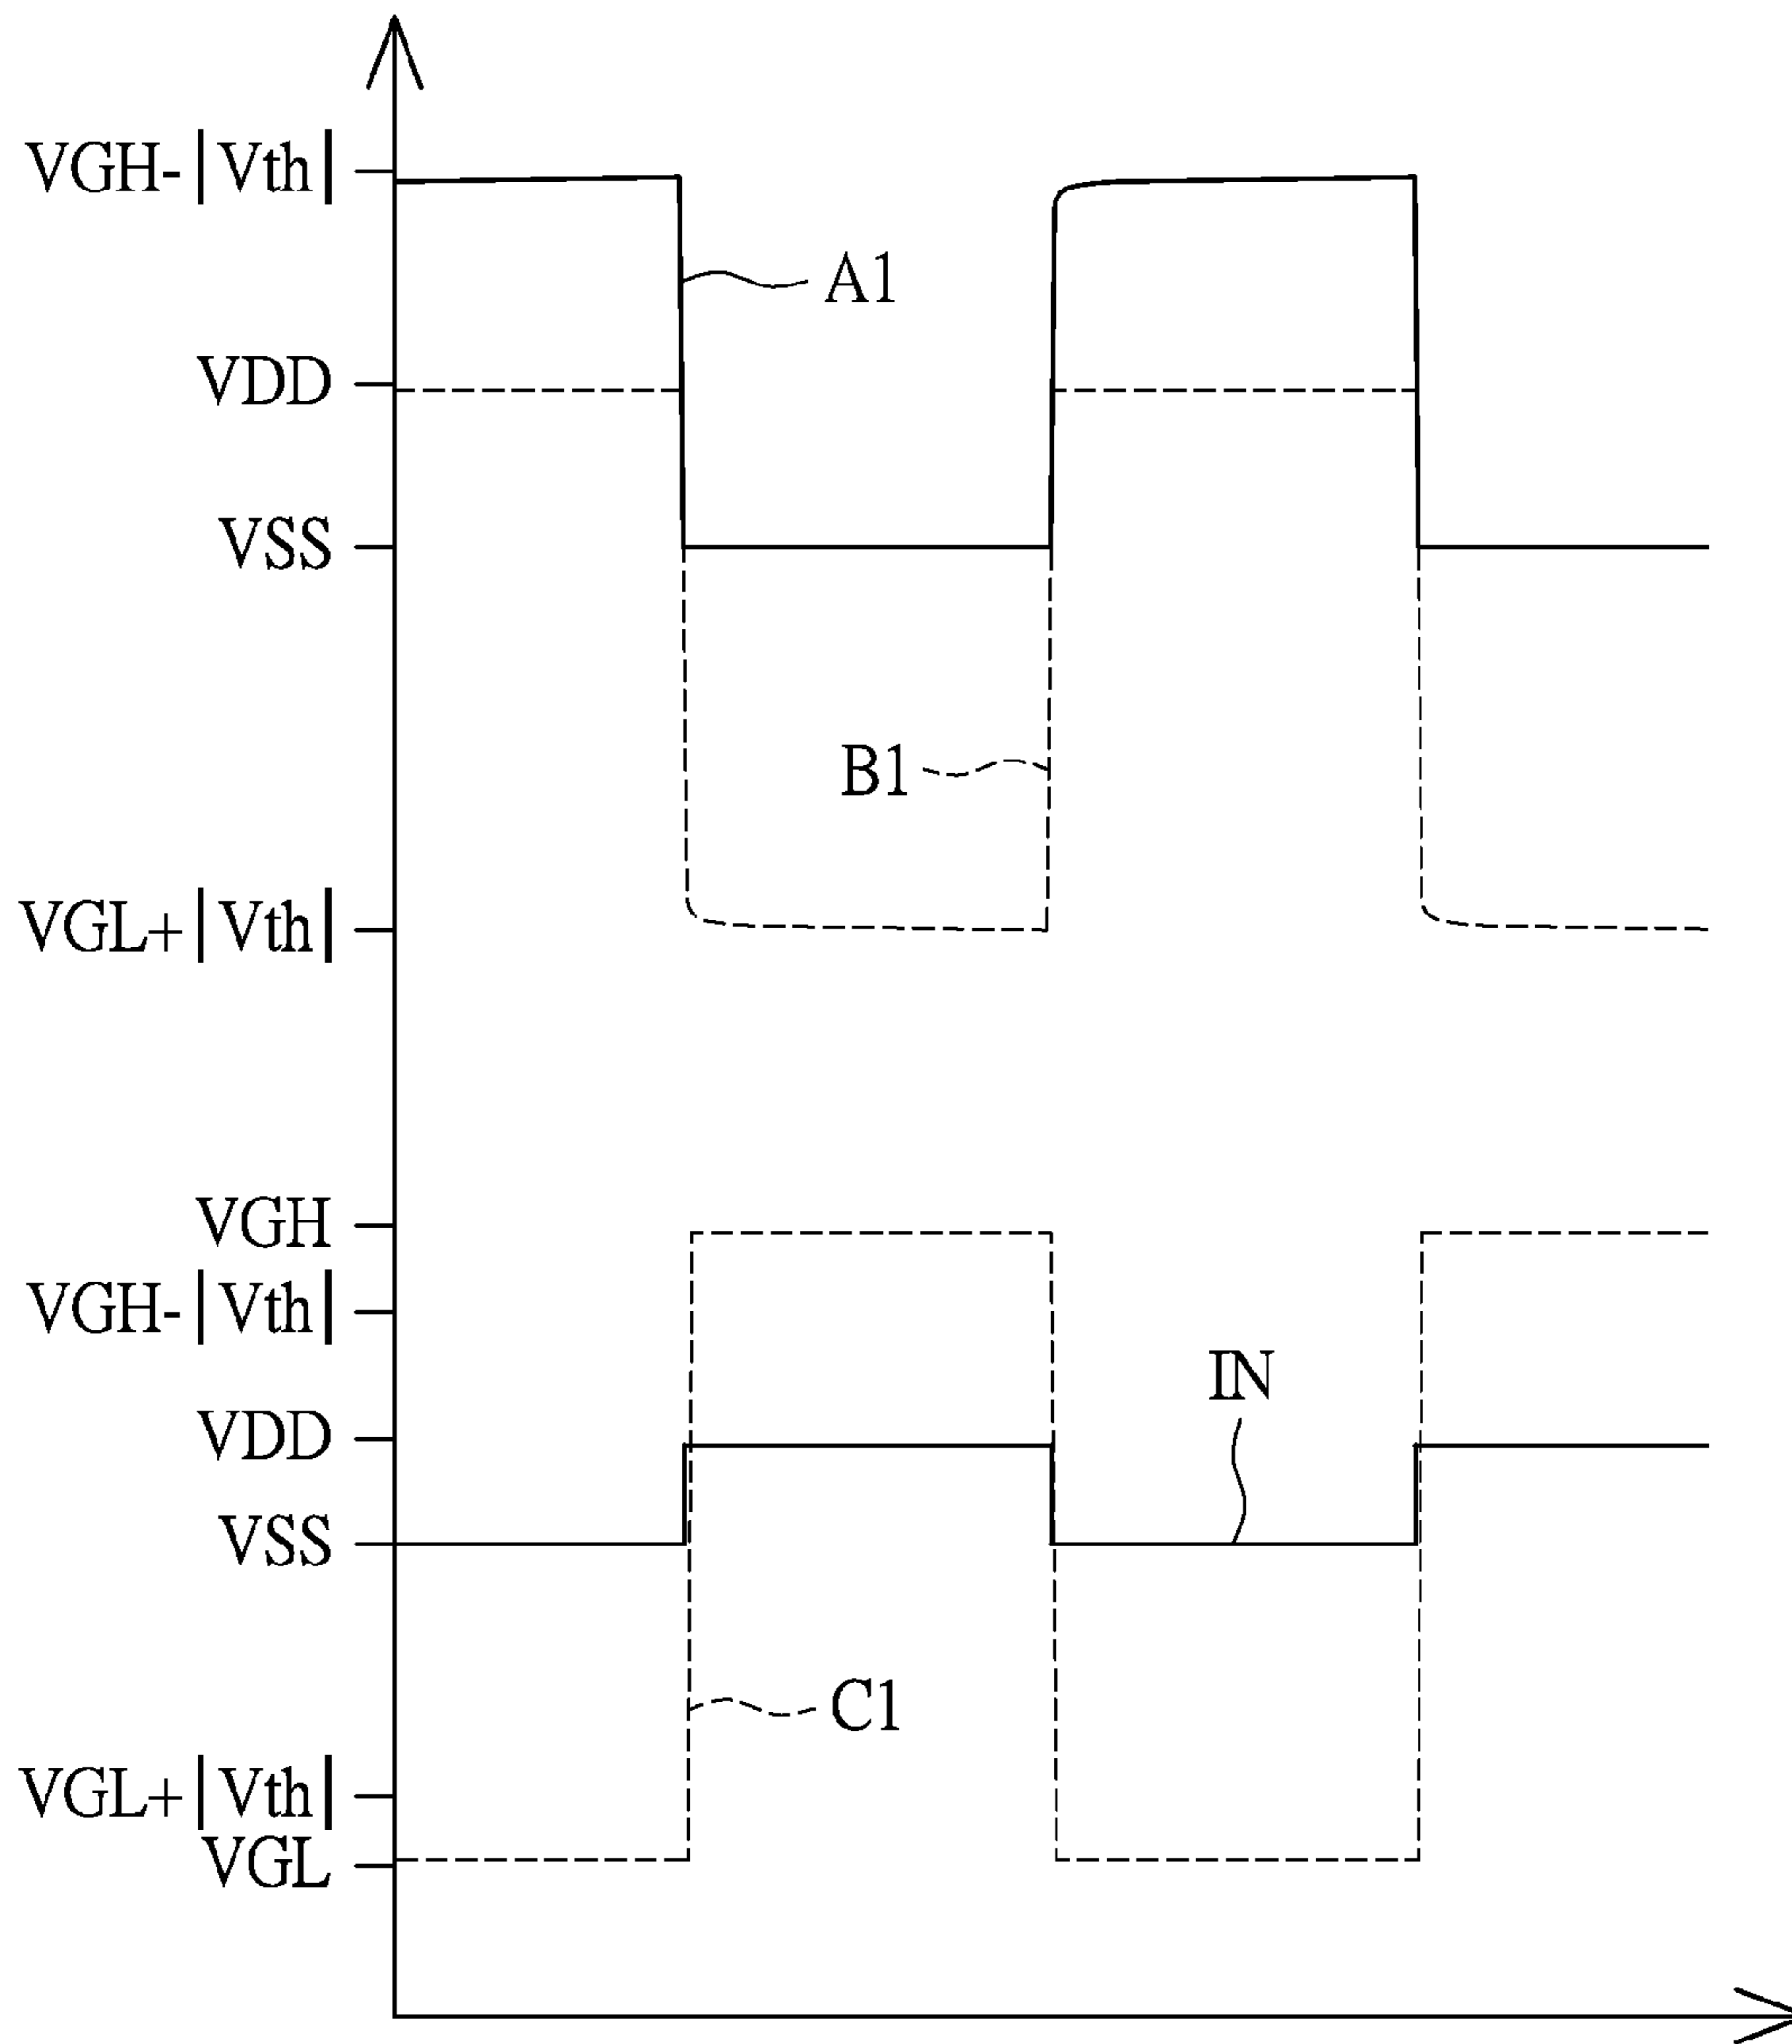 VGH-|Vth|
A1
VDD
VSS
B1
VGL+|Vth|
VGH
VGH-|Vth|
IN
VDD
VSS
C1
VGL+|Vth|
VGL